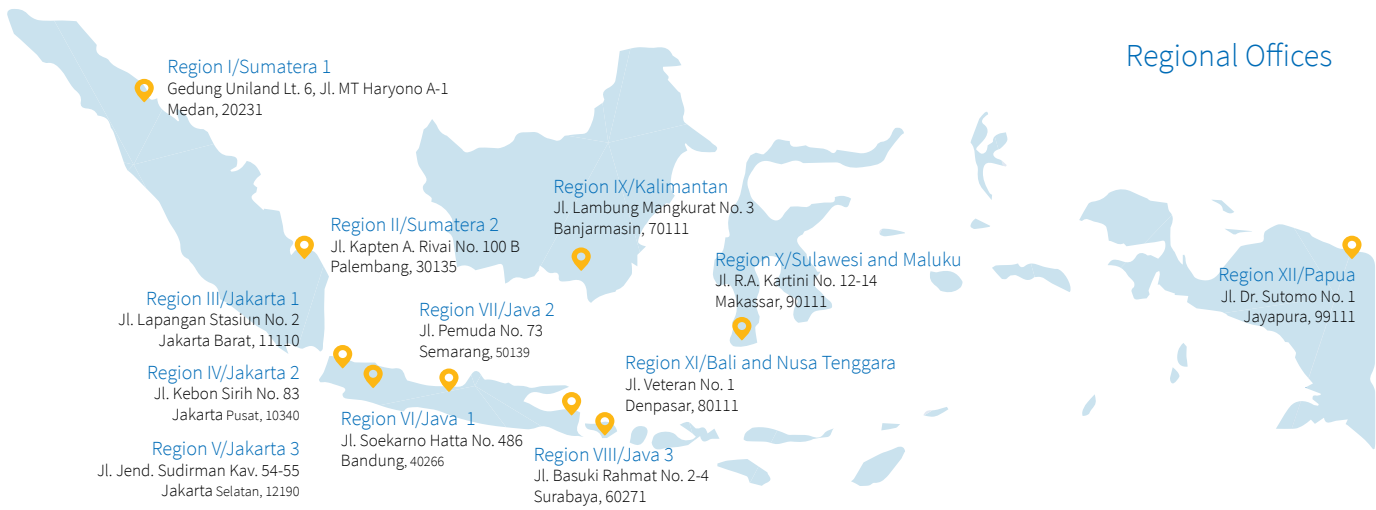 Regional Offices
Region I/Sumatera 1
Gedung Uniland Lt. 6, Jl. MT Haryono A-1
Medan, 20231
Region II/Sumatera 2
Jl. Kapten A. Rivai No. 100 B
Palembang, 30135
Region III/Jakarta 1
Jl. Lapangan Stasiun No. 2
Jakarta Barat, 11110
Region IV/Jakarta 2
Jl. Kebon Sirih No. 83
Jakarta Pusat, 10340
Region V/Jakarta 3
Jl. Jend. Sudirman Kav. 54-55
Jakarta Selatan, 12190
Region VI/Java 1
Jl. Soekarno Hatta No. 486
Bandung, 40266
Region VII/Java 2
Jl. Pemuda No. 73
Semarang, 50139
Region VIII/Java 3
Jl. Basuki Rahmat No. 2-4
Surabaya, 60271
Region IX/Kalimantan
Jl. Lambung Mangkurat No. 3
Banjarmasin, 70111
Region X/Sulawesi and Maluku
Jl. R.A. Kartini No. 12-14
Makassar, 90111
Region XI/Bali and Nusa Tenggara
Jl. Veteran No. 1
Denpasar, 80111
Region XII/Papua
Jl. Dr. Sutomo No. 1
Jayapura, 99111